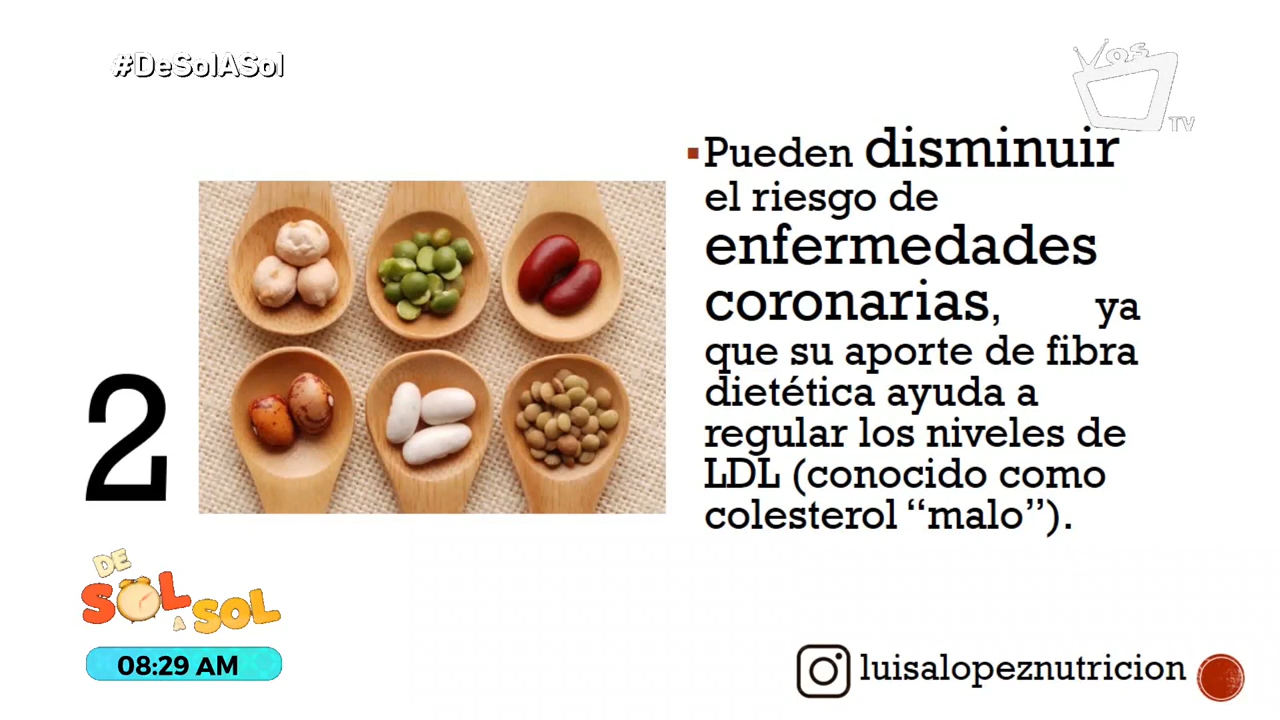 #DeSolASol
Vos
TV
▪Pueden disminuir
el riesgo de
enfermedades
coronarias, ya
que su aporte de fibra
dietética ayuda a
regular los niveles de
LDL (conocido como
colesterol “malo”).
2
DE
SOL
A SOL
08:29 AM
luisalopeznutricion